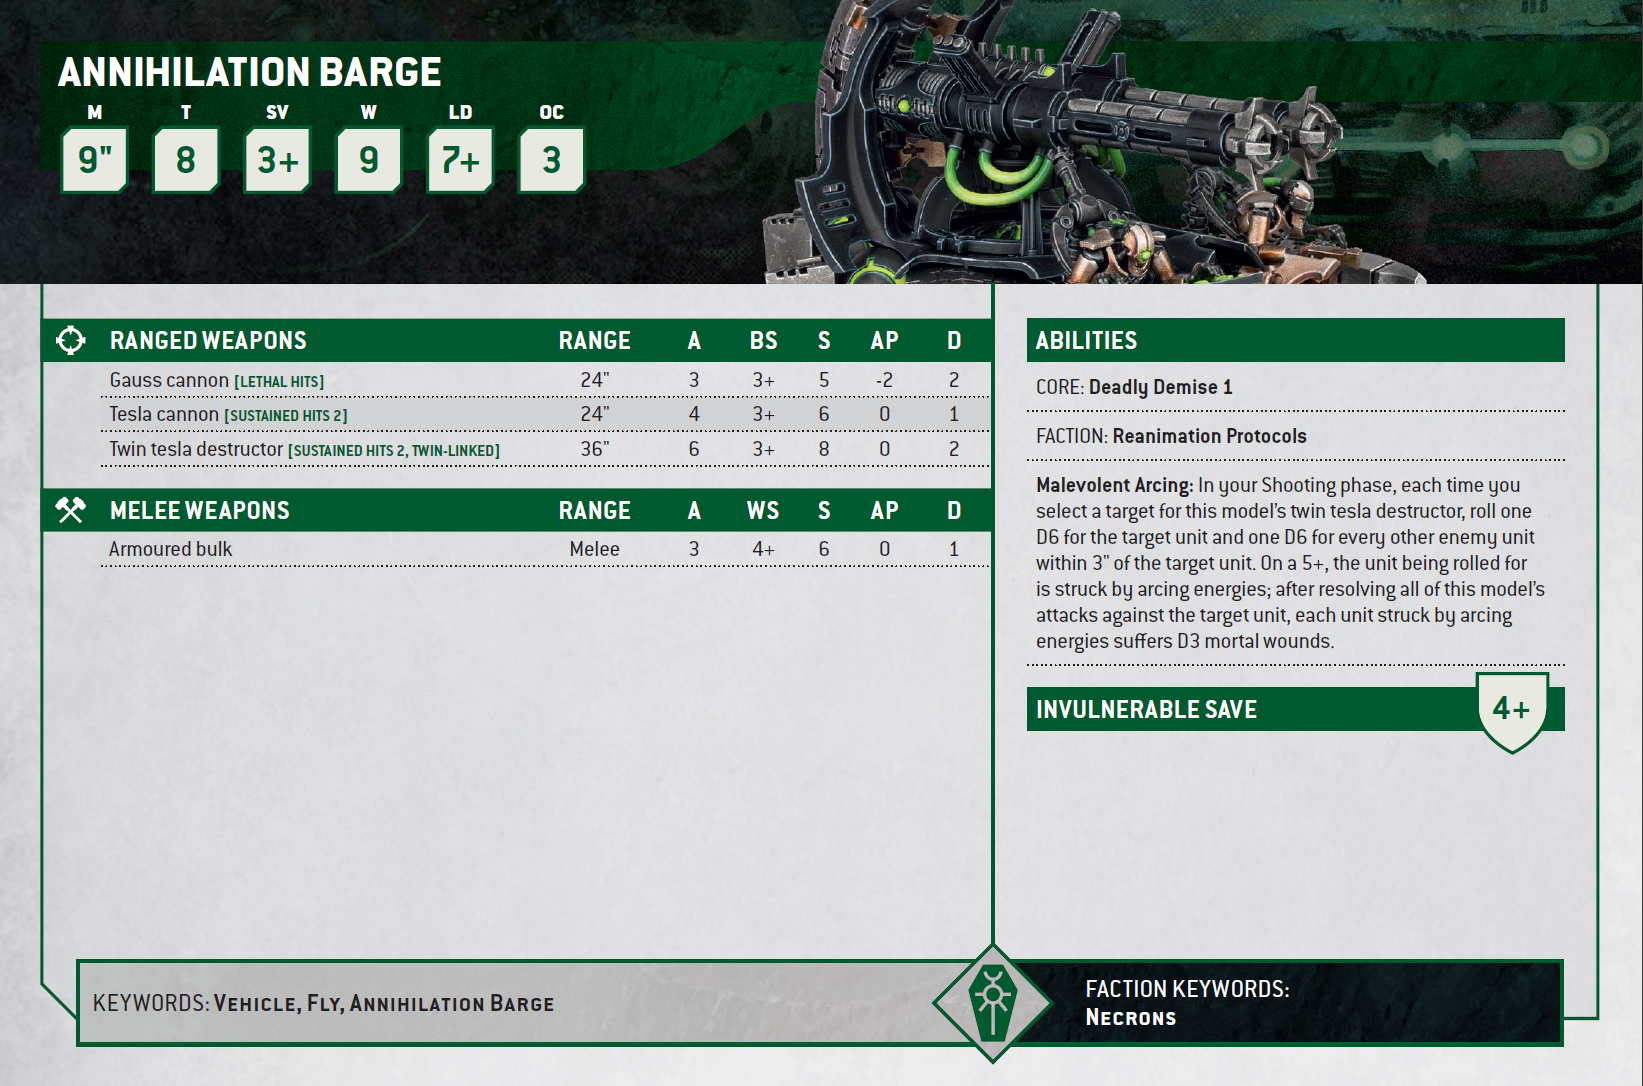 ANNIHILATION BARGE
M T SV W LD OC
9" 8 3+ 9 7+ 3
RANGED WEAPONS RANGE A BS S AP D
Gauss cannon [LETHAL HITS] 24" 3 3+ 5 -2 2
Tesla cannon [SUSTAINED HITS 2] 24" 4 3+ 6 0 1
Twin tesla destructor [SUSTAINED HITS 2, TWIN-LINKED] 36" 6 3+ 8 0 2
MELEE WEAPONS RANGE A WS S AP D
Armoured bulk Melee 3 4+ 6 0 1
ABILITIES
CORE: Deadly Demise 1
FACTION: Reanimation Protocols
Malevolent Arcing: In your Shooting phase, each time you
select a target for this model's twin tesla destructor, roll one
D6 for the target unit and one D6 for every other enemy unit
within 3" of the target unit. On a 5+, the unit being rolled for
is struck by arcing energies; after resolving all of this model's
attacks against the target unit, each unit struck by arcing
energies suffers D3 mortal wounds.
INVULNERABLE SAVE 4+
KEYWORDS: VEHICLE, FLY, ANNIHILATION BARGE
FACTION KEYWORDS:
NECRONS